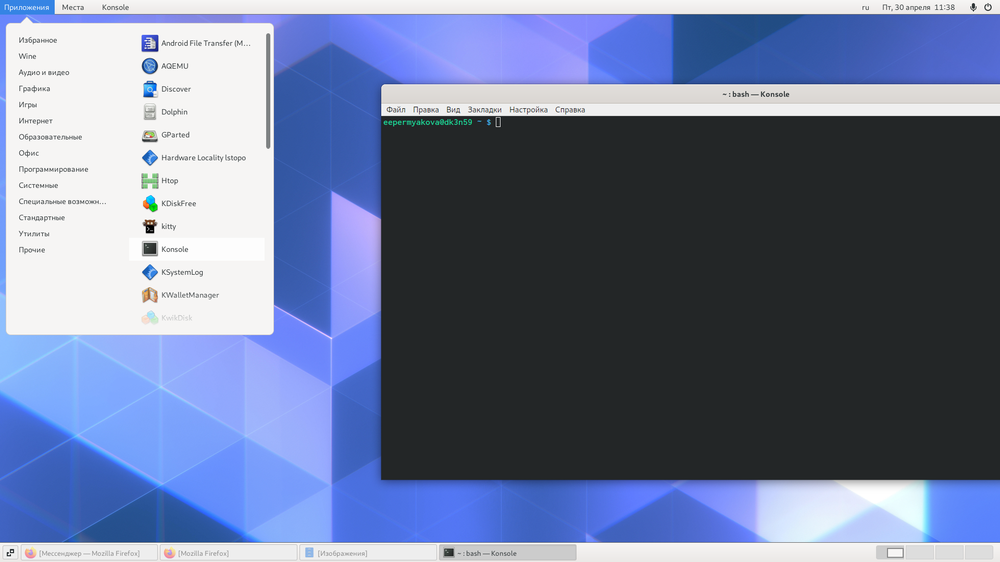 Приложения Места Konsole ru Пт, 30 апреля 11:38
Избранное
Wine
Аудио и видео
Графика
Игры
Интернет
Образовательные
Офис
Программирование
Системные
Специальные возможн…
Стандартные
Утилиты
Прочие
Android File Transfer (M…
AQEMU
Discover
Dolphin
GParted
Hardware Locality lstopo
Htop
KDiskFree
kitty
Konsole
KSystemLog
KWalletManager
KwikDisk
~ : bash — Konsole
Файл Правка Вид Закладки Настройка Справка
eepermyakova@dk3n59 ~ $
[Мессенджер — Mozilla Firefox] [Mozilla Firefox] [Изображения] ~ : bash — Konsole